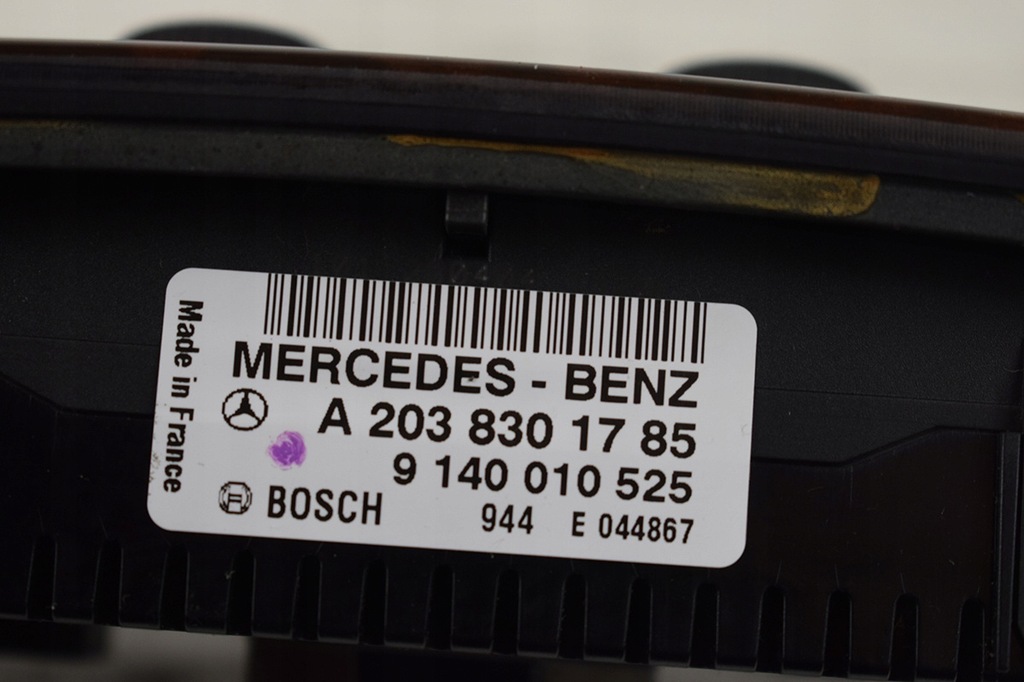 Made in France
MERCEDES - BENZ
A 203 830 17 85
9 140 010 525
BOSCH 944 E 044867